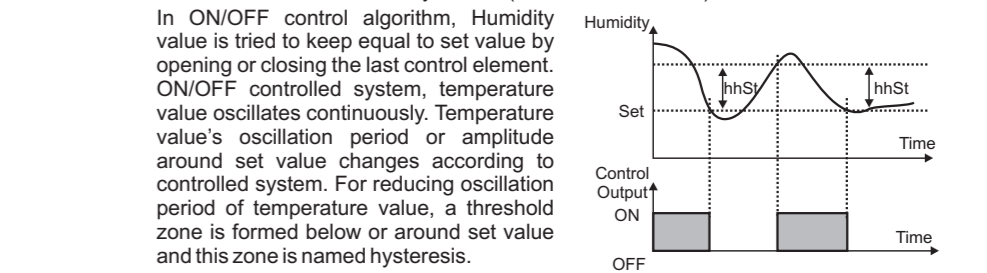 In ON/OFF control algorithm, Humidity
value is tried to keep equal to set value by
opening or closing the last control element.
ON/OFF controlled system, temperature
value oscillates continuously. Temperature
value's oscillation period or amplitude
around set value changes according to
controlled system. For reducing oscillation
period of temperature value, a threshold
zone is formed below or around set value
and this zone is named hysteresis.
Humidity
hhSt
hhSt
Set
Time
Control
Output
ON
Time
OFF